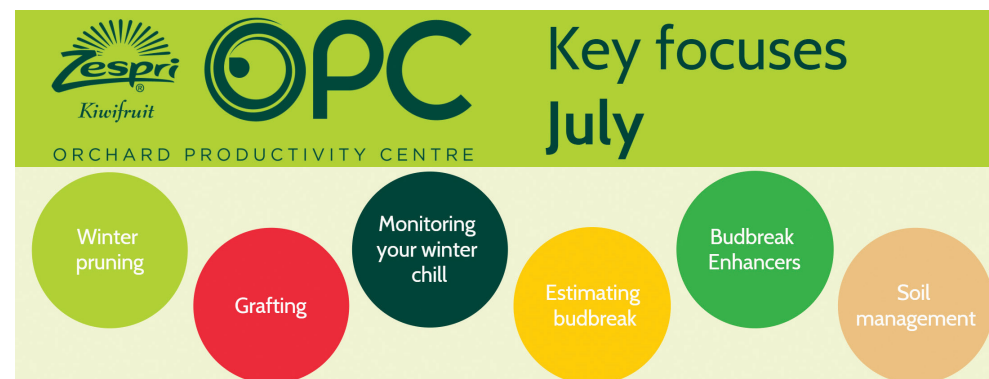 Zespri
®
Kiwifruit
OPC
ORCHARD PRODUCTIVITY CENTRE
Key focuses
July
Winter
pruning
Grafting
Monitoring
your winter
chill
Estimating
budbreak
Budbreak
Enhancers
Soil
management